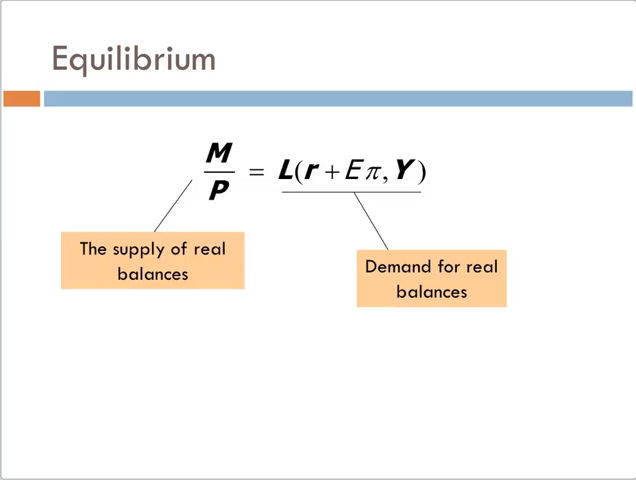 Equilibrium
M/P = L(r + Eπ, Y)
The supply of real
balances
Demand for real
balances